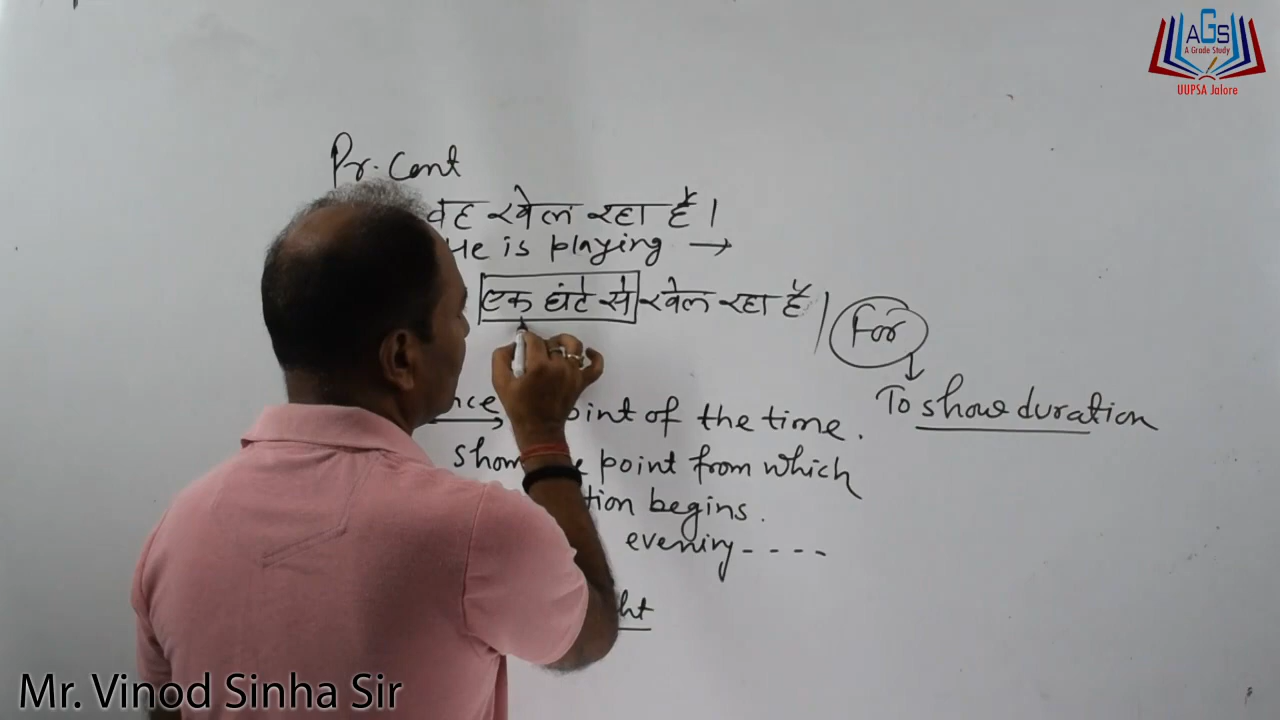 AGS
A Grade Study
UUPSA Jalore
Pr. Cont
वह खेल रहा है।
He is playing →
एक घंटे से खेल रहा है।
For
To show duration
point of the time.
show point from which
begins.
evening - - - -
Mr. Vinod Sinha Sir